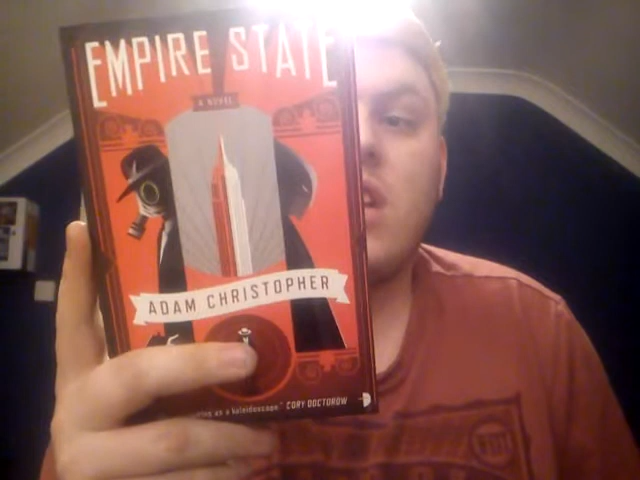 EMPIRE STATE
A NOVEL
ADAM CHRISTOPHER
as a kaleidoscope." CORY DOCTOROW